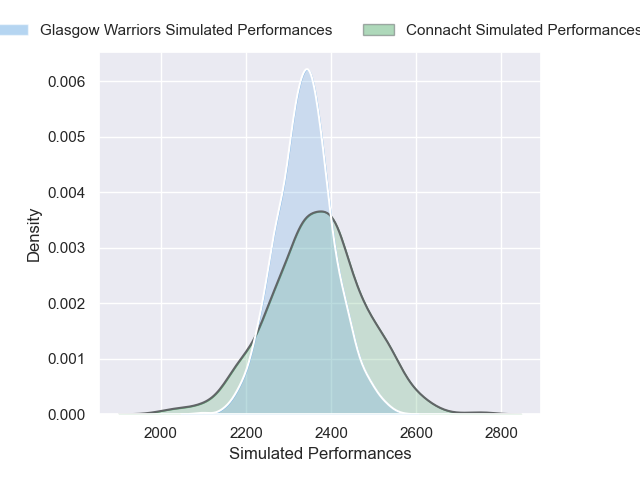 Glasgow Warriors Simulated Performances
Connacht Simulated Performances
0.006
0.005
0.004
0.003
0.002
0.001
0.000
Density
2000 2200 2400 2600 2800
Simulated Performances